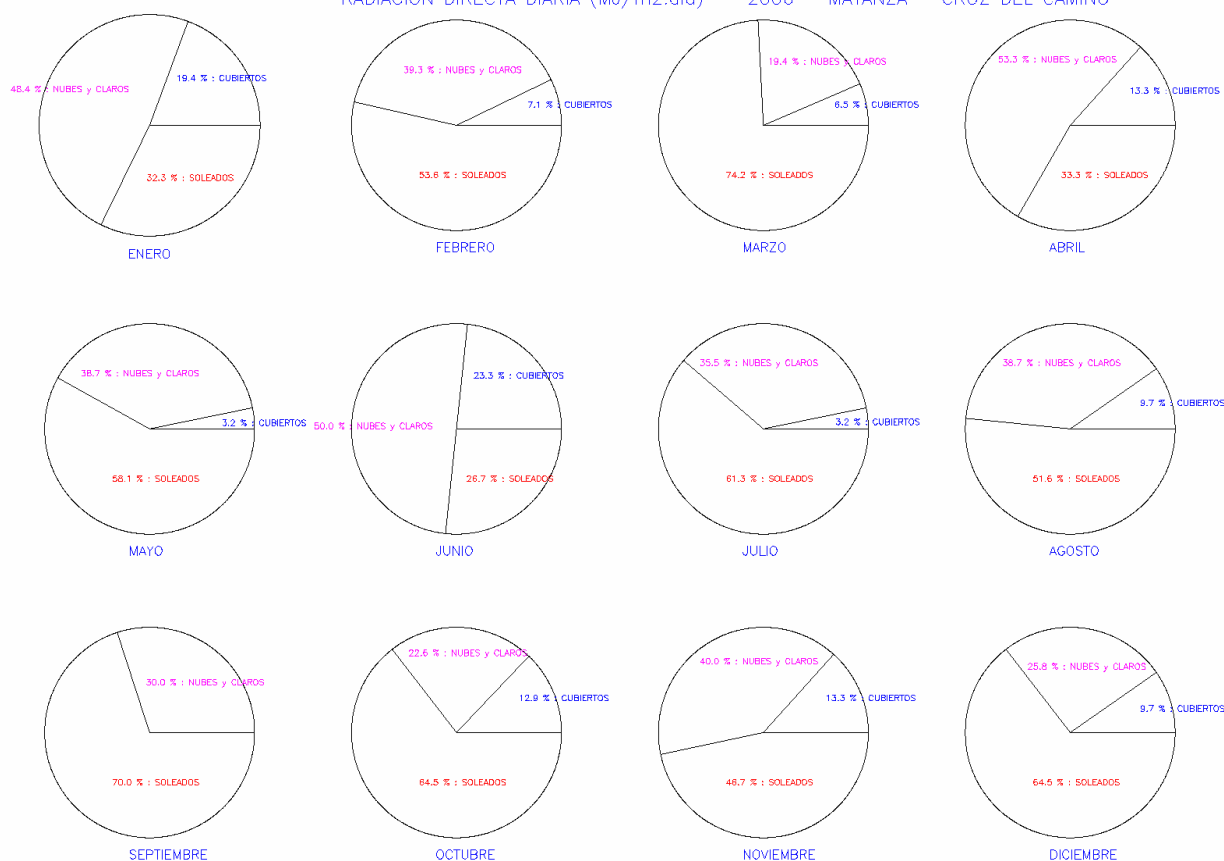 RADIACION DIRECTA DIARIA (MJ/m2.dia) 2008 MATANZA CRUZ DEL CAMINO
48.4 % : NUBES y CLAROS
19.4 % : CUBIERTOS
32.3 % : SOLEADOS
ENERO
39.3 % : NUBES y CLAROS
7.1 % : CUBIERTOS
53.6 % : SOLEADOS
FEBRERO
19.4 % : NUBES y CLAROS
6.5 % : CUBIERTOS
74.2 % : SOLEADOS
MARZO
53.3 % : NUBES y CLAROS
13.3 % : CUBIERTOS
33.3 % : SOLEADOS
ABRIL
38.7 % : NUBES y CLAROS
3.2 % : CUBIERTOS
58.1 % : SOLEADOS
MAYO
23.3 % : CUBIERTOS
50.0 % : NUBES y CLAROS
26.7 % : SOLEADOS
JUNIO
35.5 % : NUBES y CLAROS
3.2 % : CUBIERTOS
61.3 % : SOLEADOS
JULIO
38.7 % : NUBES y CLAROS
9.7 % : CUBIERTOS
51.6 % : SOLEADOS
AGOSTO
30.0 % : NUBES y CLAROS
70.0 % : SOLEADOS
SEPTIEMBRE
22.6 % : NUBES y CLAROS
12.9 % : CUBIERTOS
64.5 % : SOLEADOS
OCTUBRE
40.0 % : NUBES y CLAROS
13.3 % : CUBIERTOS
46.7 % : SOLEADOS
NOVIEMBRE
25.8 % : NUBES y CLAROS
9.7 % : CUBIERTOS
64.5 % : SOLEADOS
DICIEMBRE